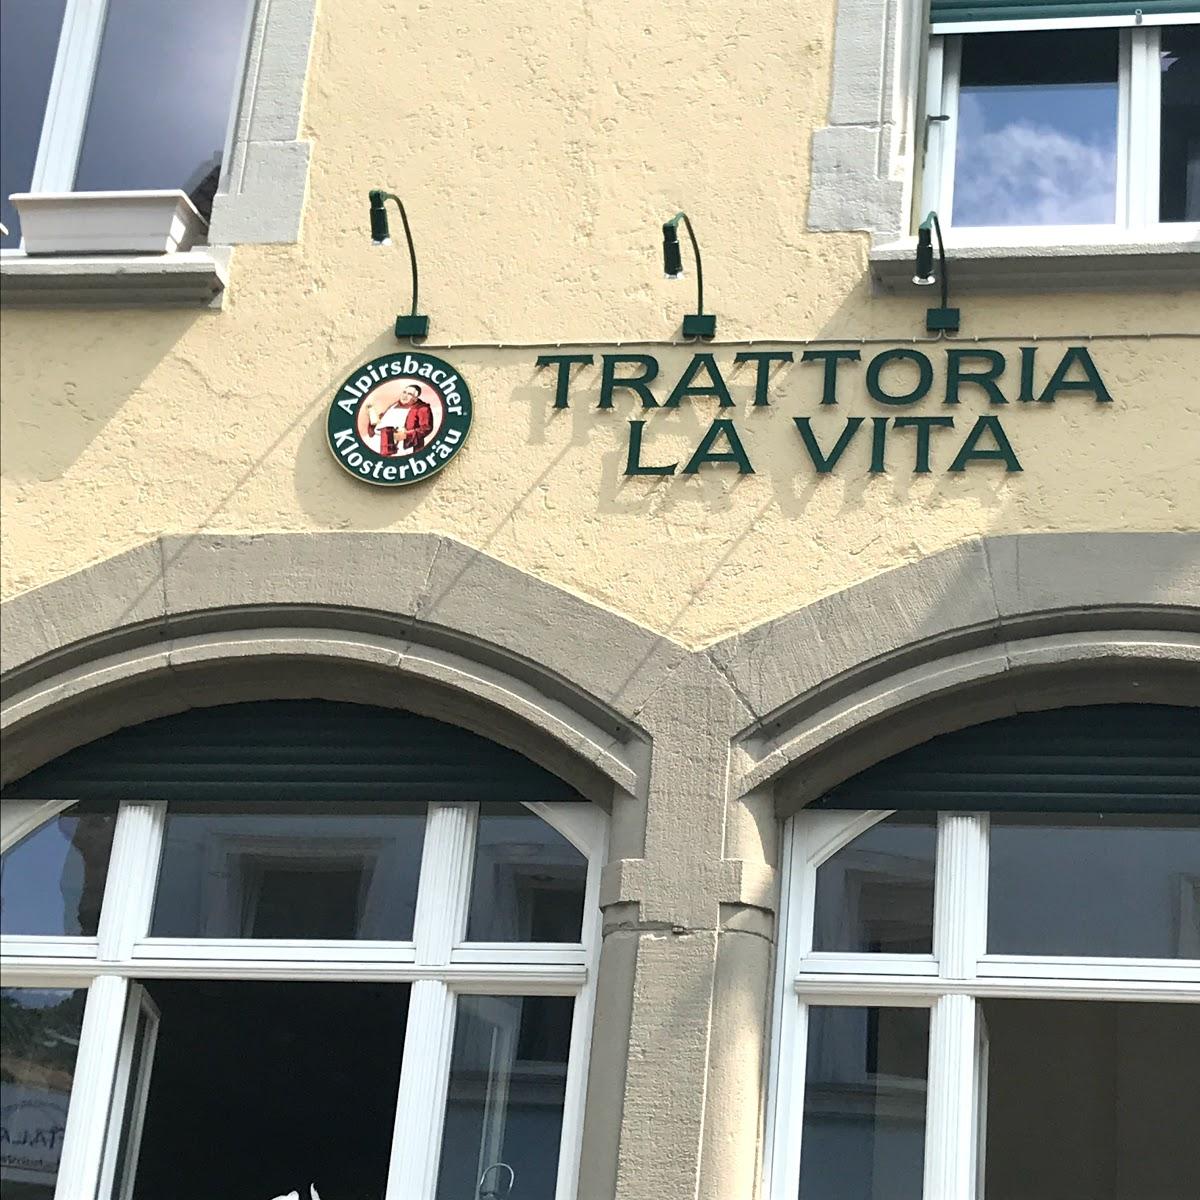 Alpirsbacher
Klosterbräu
TRATTORIA
LA VITA